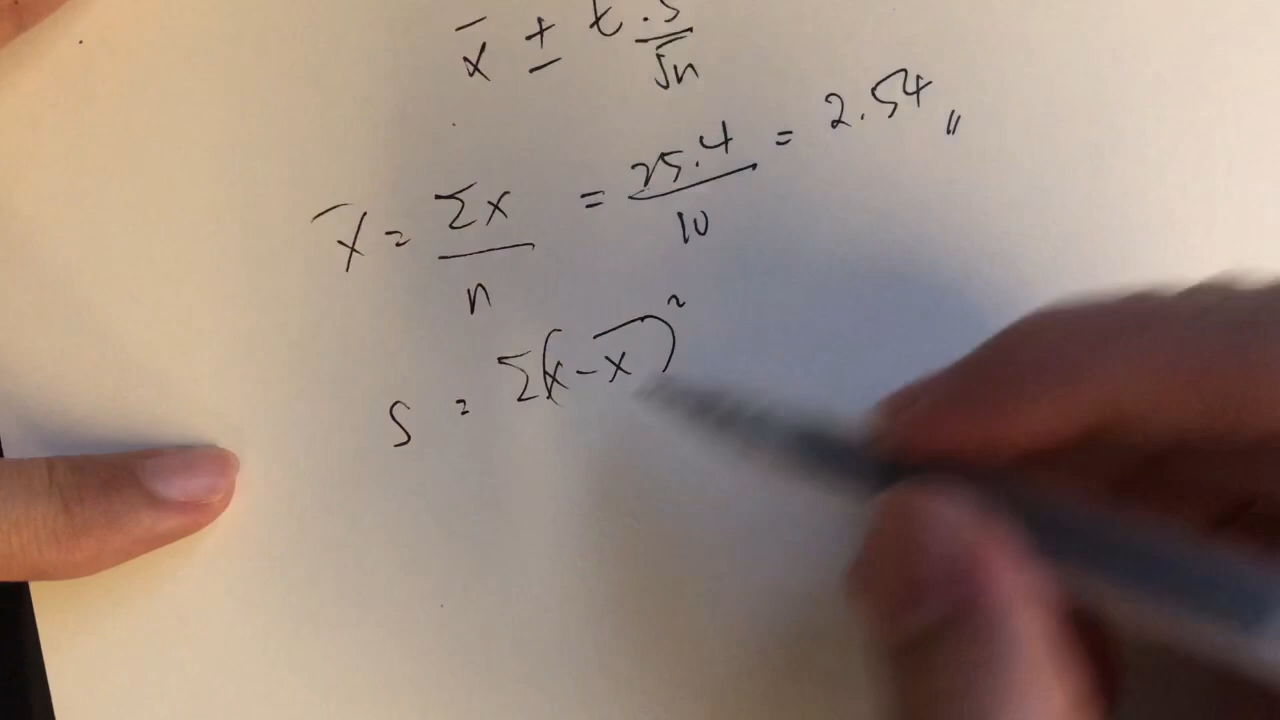 x̄ ± t . s/√n
x̄ = Σx/n = 25.4/10 = 2.54 〃
s = Σ(x - x̄)²